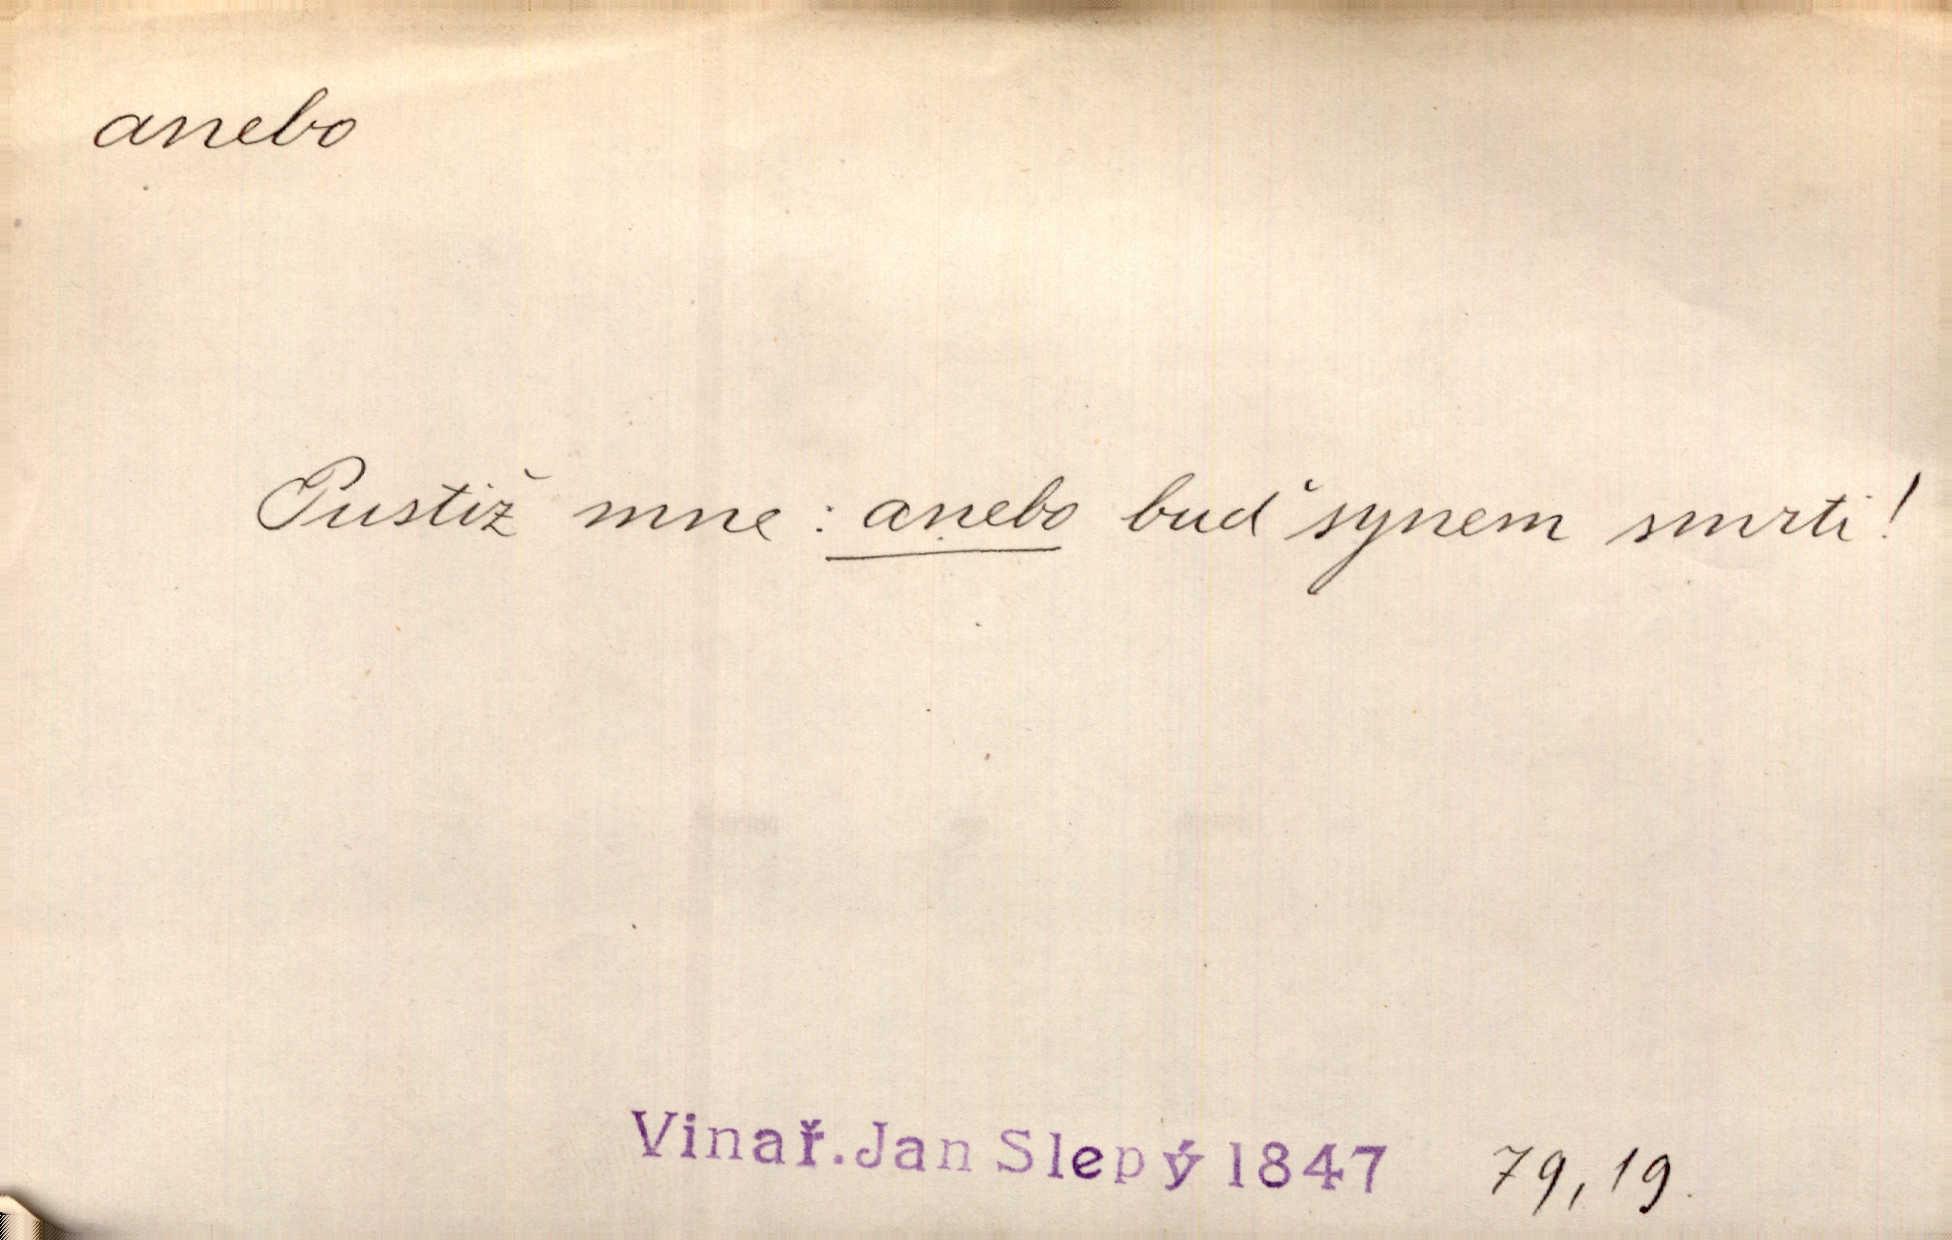 anebo
Pustiž mne: anebo buď synem smrti!
Vinař. Jan Slepý 1847 79,19.